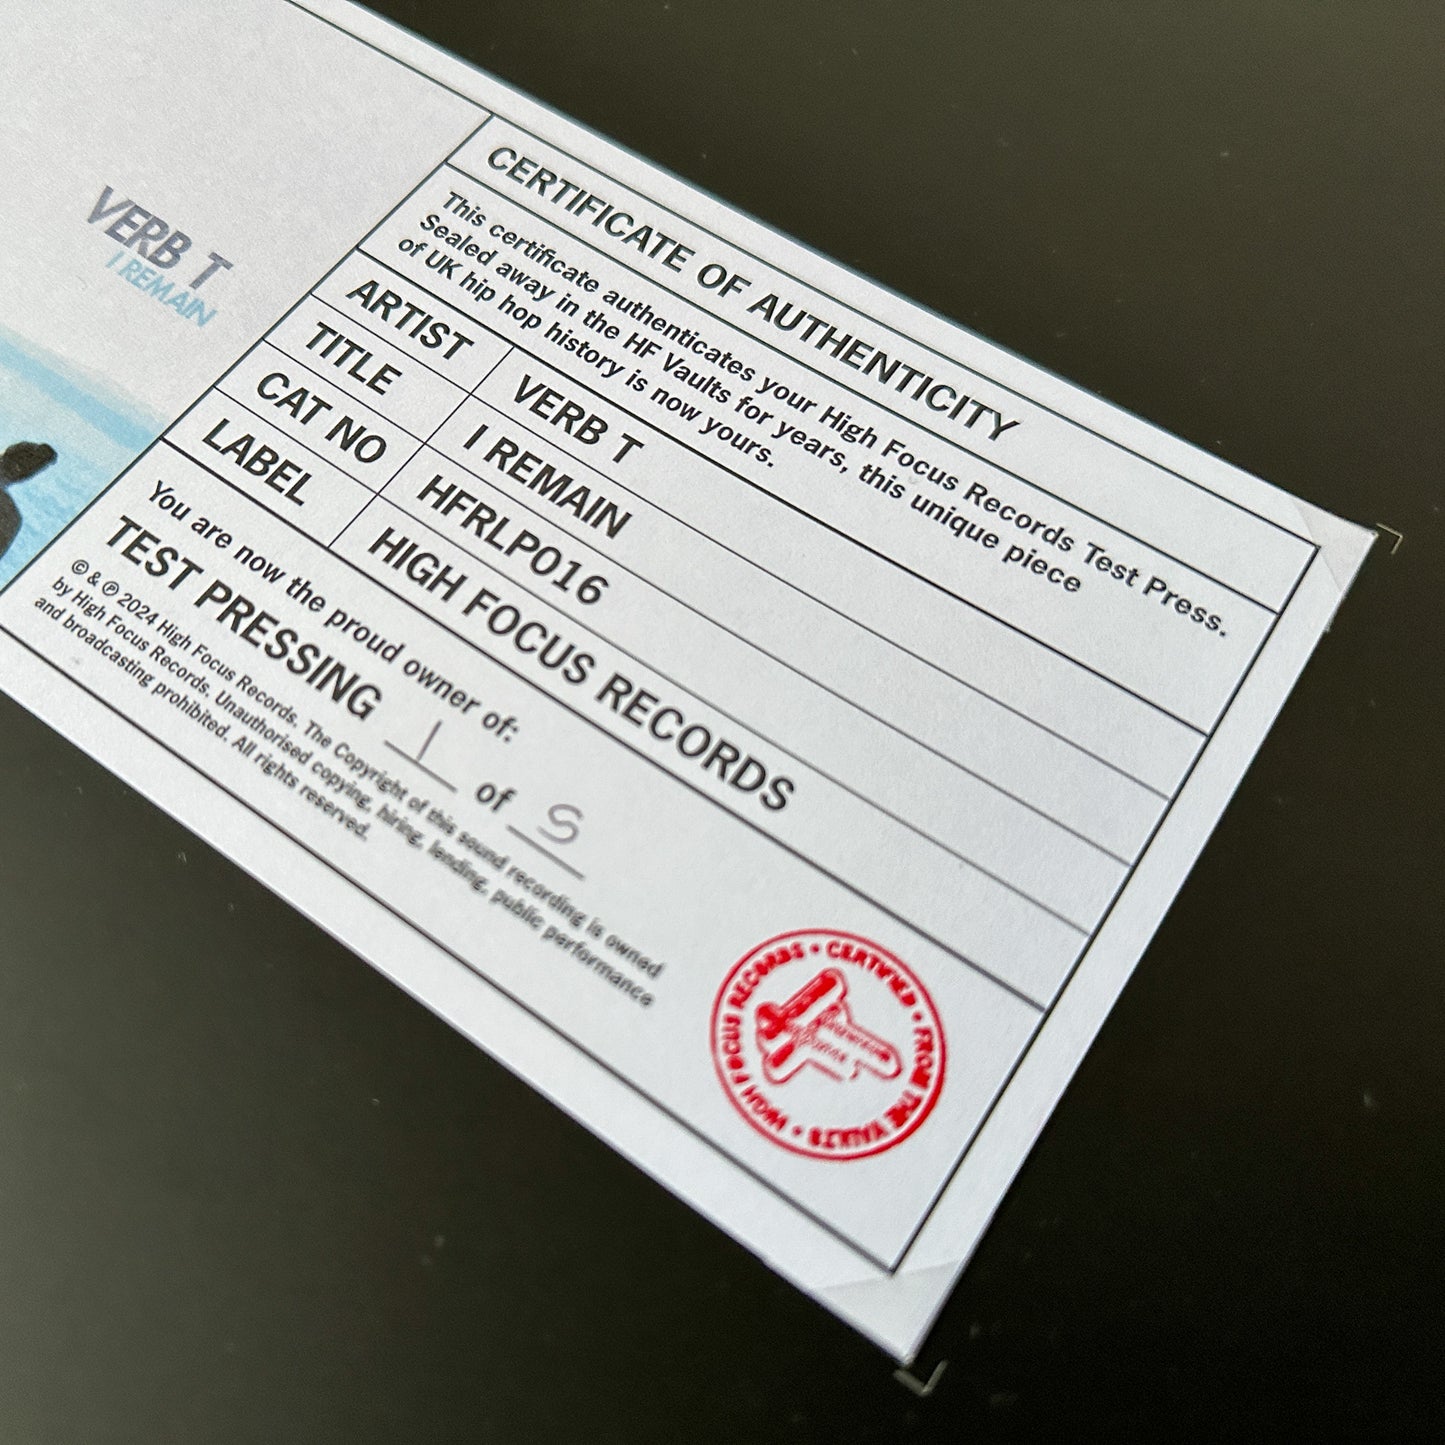 VERB T
I REMAIN
CERTIFICATE OF AUTHENTICITY
This certificate authenticates your High Focus Records Test Press.
Sealed away in the HF Vaults for years, this unique piece
of UK hip hop history is now yours.
ARTIST VERB T
TITLE I REMAIN
CAT NO HFRLP016
LABEL HIGH FOCUS RECORDS
You are now the proud owner of:
TEST PRESSING 1 of 5
© & ℗ 2024 High Focus Records. The Copyright of this sound recording is owned
by High Focus Records. Unauthorised copying, hiring, lending, public performance
and broadcasting prohibited. All rights reserved.
HIGH FOCUS RECORDS • CERTIFIED • FROM THE VAULTS •